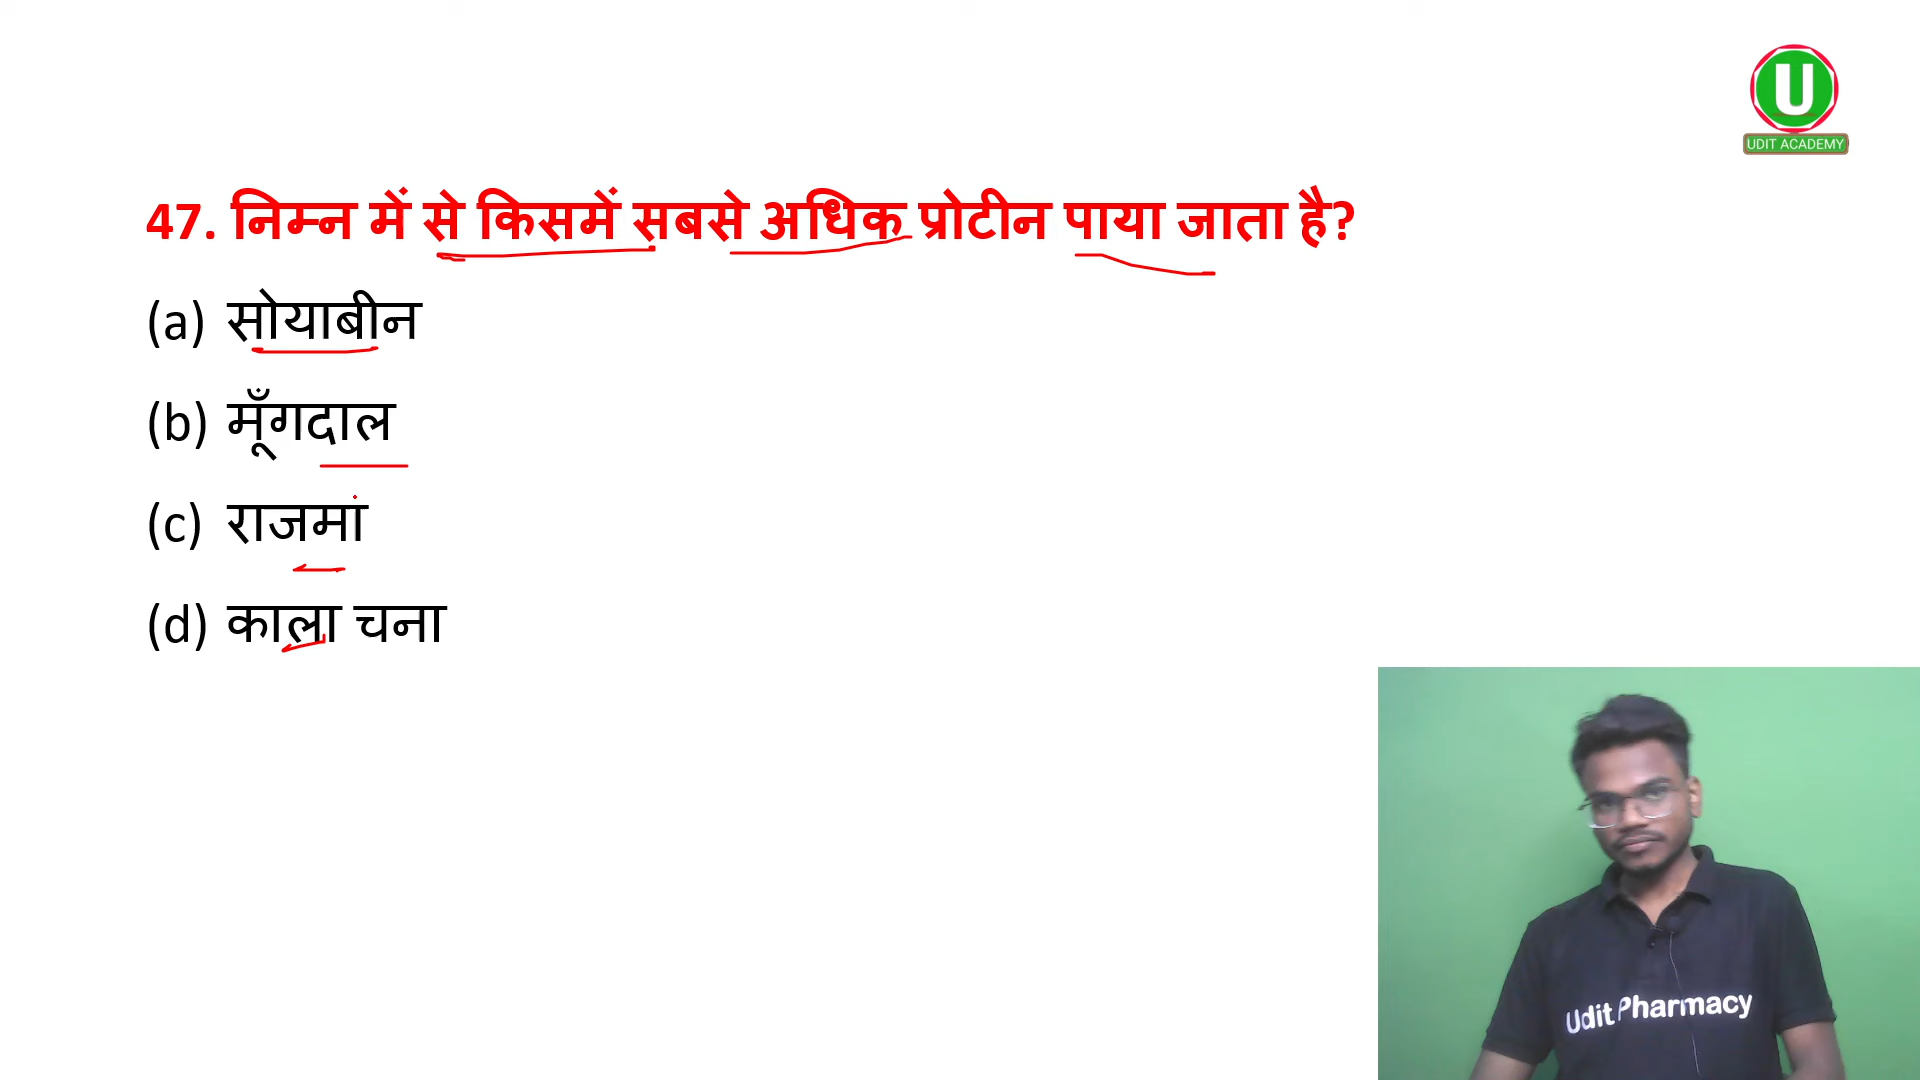 U
UDIT ACADEMY
47. निम्न में से किसमें सबसे अधिक प्रोटीन पाया जाता है?
(a) सोयाबीन
(b) मूँगदाल
(c) राजमां
(d) काला चना
Udit Pharmacy